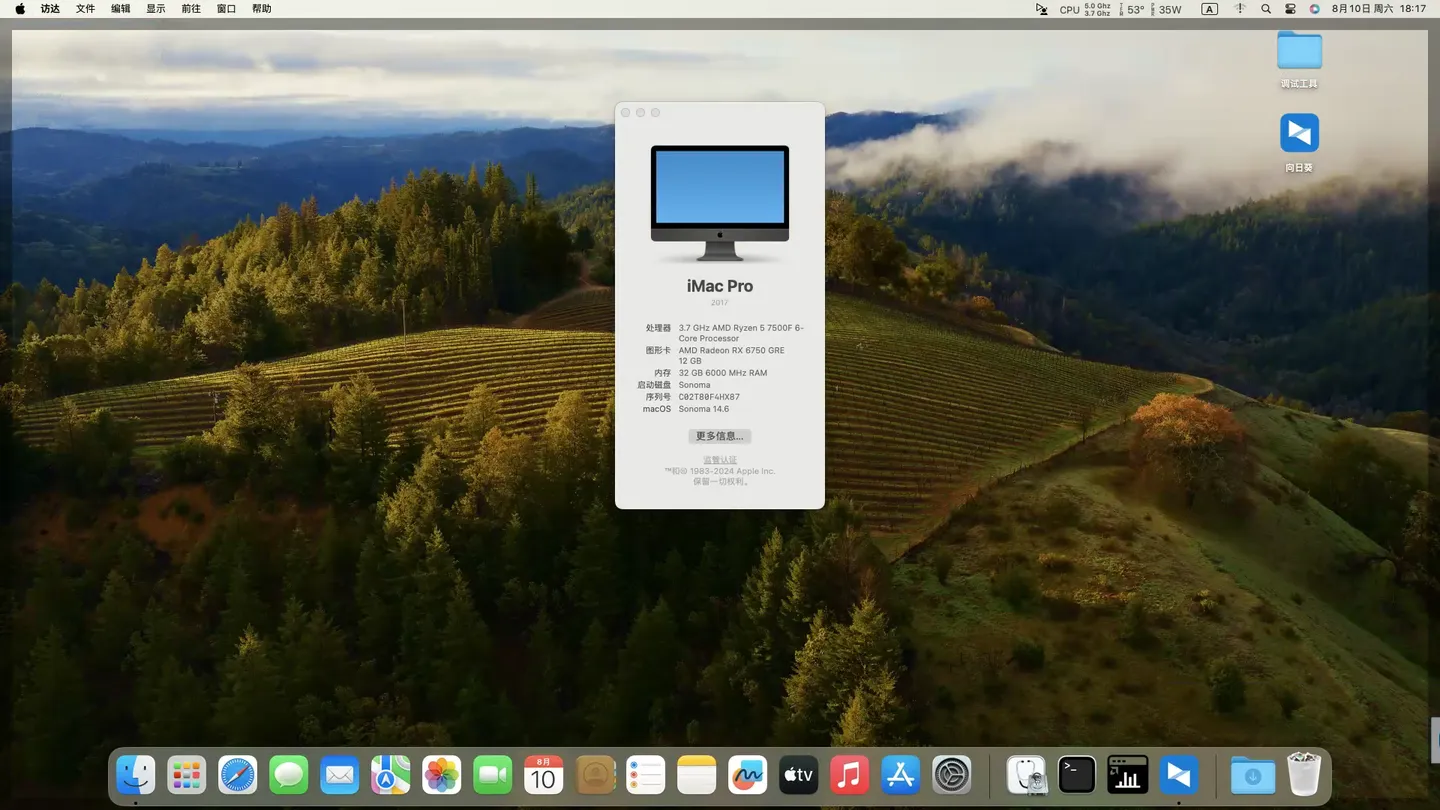 访达 文件 编辑 显示 前往 窗口 帮助
CPU 5.0 Ghz 3.7 Ghz 53° 35W A 8月10日 周六 18:17
调试工具
向日葵
iMac Pro
2017
处理器 3.7 GHz AMD Ryzen 5 7500F 6-
Core Processor
图形卡 AMD Radeon RX 6750 GRE
12 GB
内存 32 GB 6000 MHz RAM
启动磁盘 Sonoma
序列号 C02T80F4HX87
macOS Sonoma 14.6
更多信息...
监管认证
™和© 1983-2024 Apple Inc.
保留一切权利。
8月
10
tv
>_